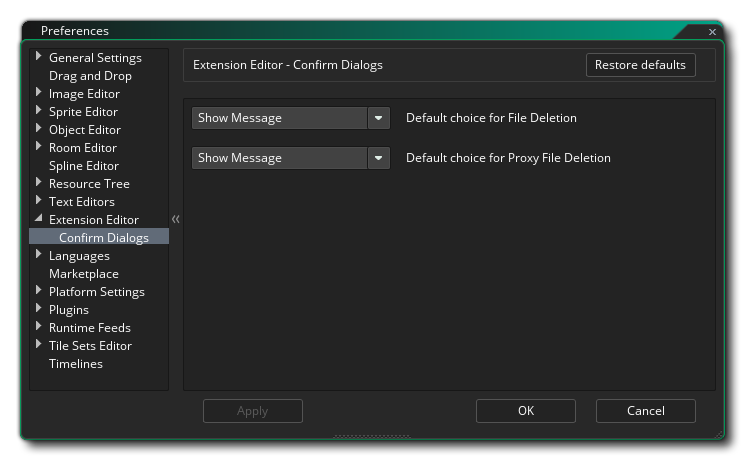 Preferences
General Settings
Drag and Drop
Image Editor
Sprite Editor
Object Editor
Room Editor
Spline Editor
Resource Tree
Text Editors
Extension Editor
Confirm Dialogs
Languages
Marketplace
Platform Settings
Plugins
Runtime Feeds
Tile Sets Editor
Timelines
Extension Editor - Confirm Dialogs
Restore defaults
Show Message
Default choice for File Deletion
Show Message
Default choice for Proxy File Deletion
Apply
OK
Cancel